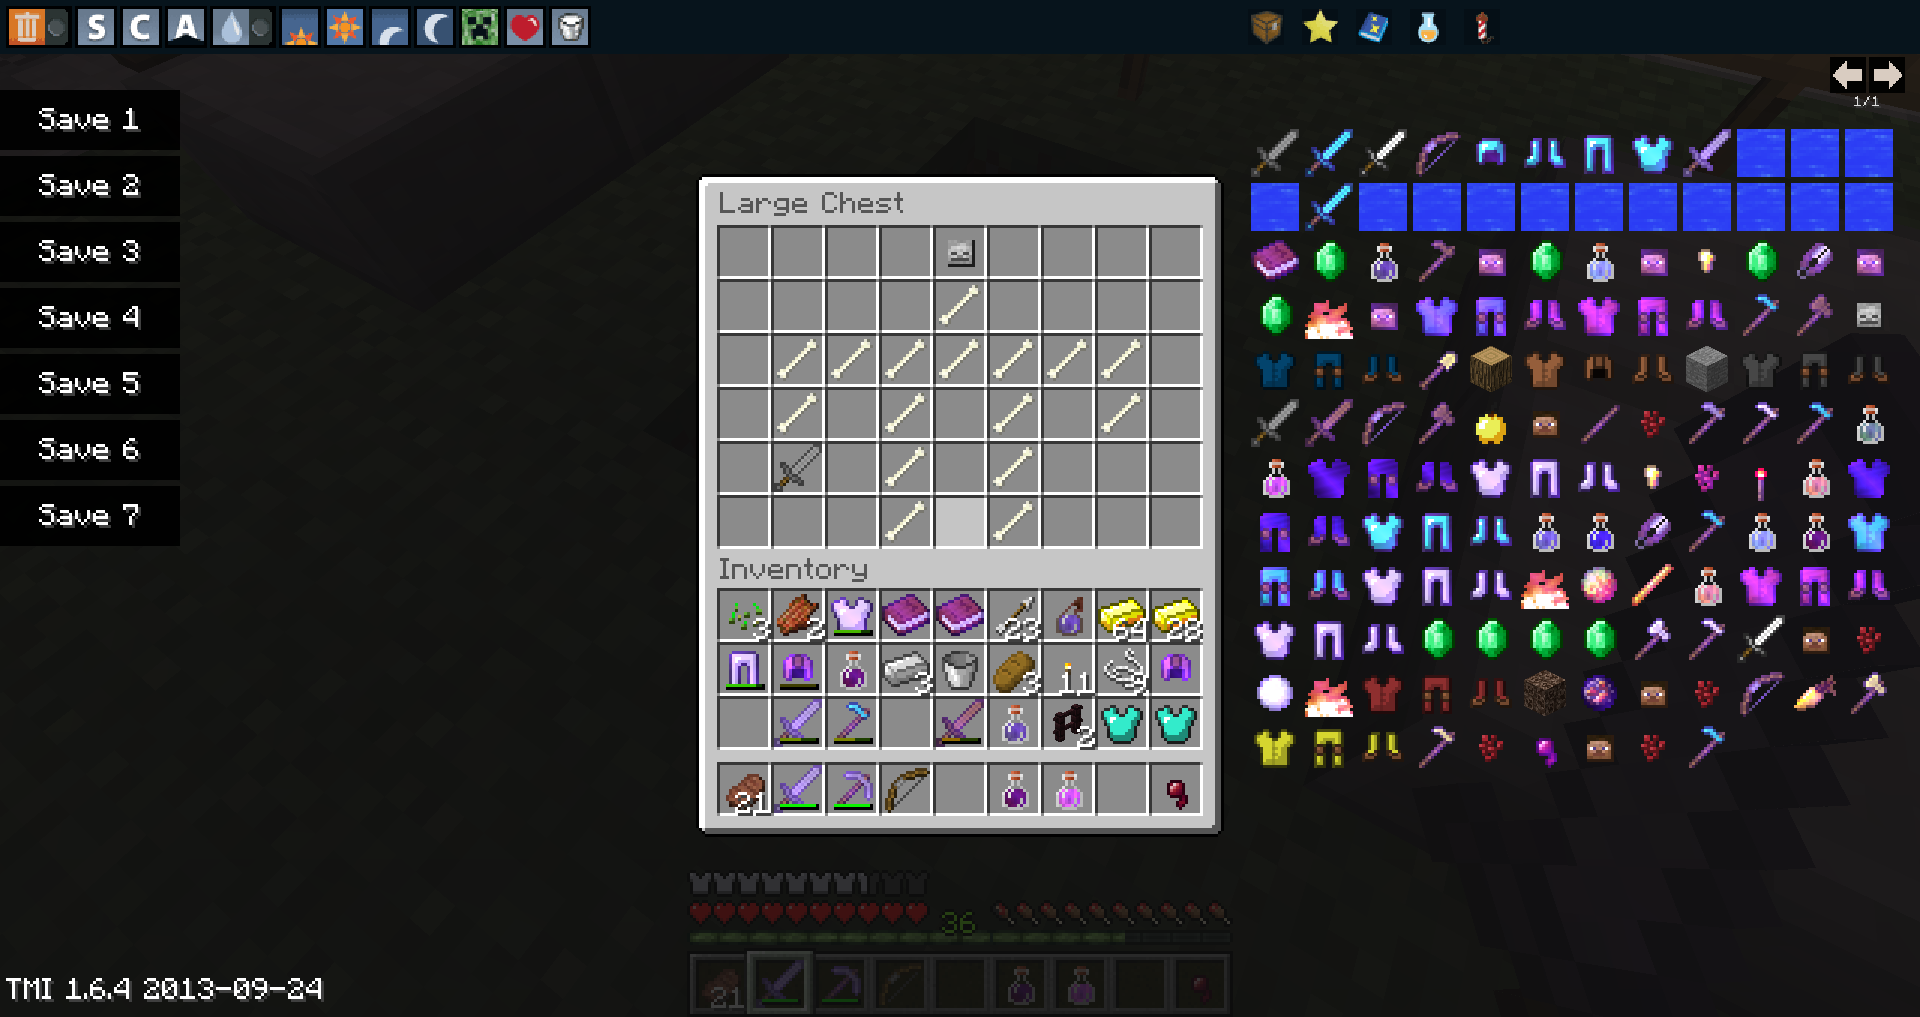 S C A
1/1
Save 1
Save 2
Save 3
Save 4
Save 5
Save 6
Save 7
Large Chest
Inventory
3 2 23 64 28
3 3 11 3
2
21
36
21
TMI 1.6.4 2013-09-24